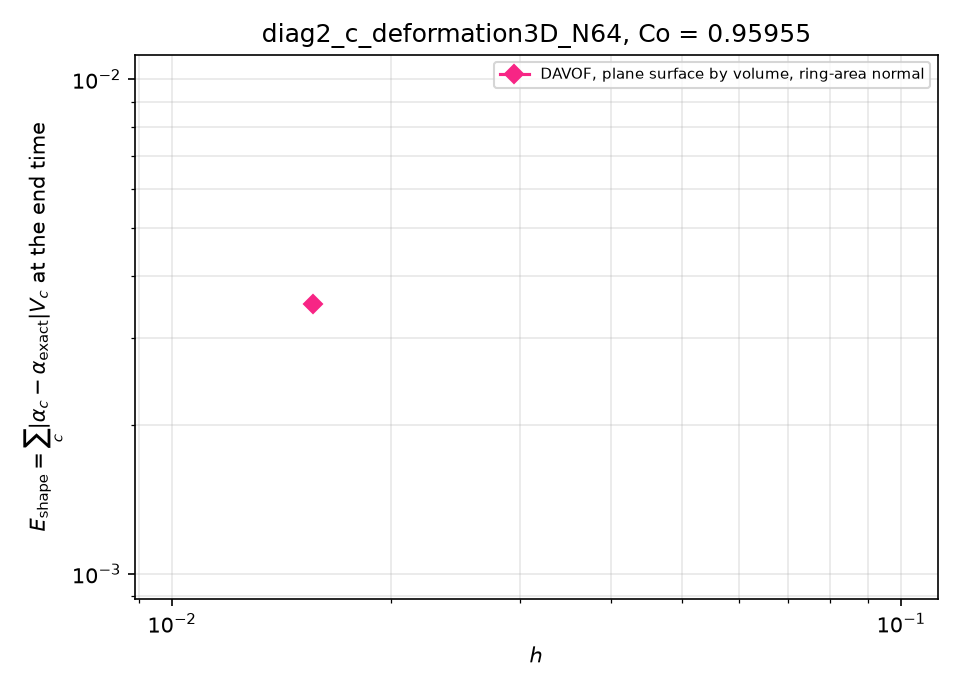 diag2_c_deformation3D_N64, Co = 0.95955
DAVOF, plane surface by volume, ring-area normal
10⁻²
10⁻³
E_shape = ∑_c |α_c − α_exact|V_c at the end time
10⁻²
10⁻¹
h